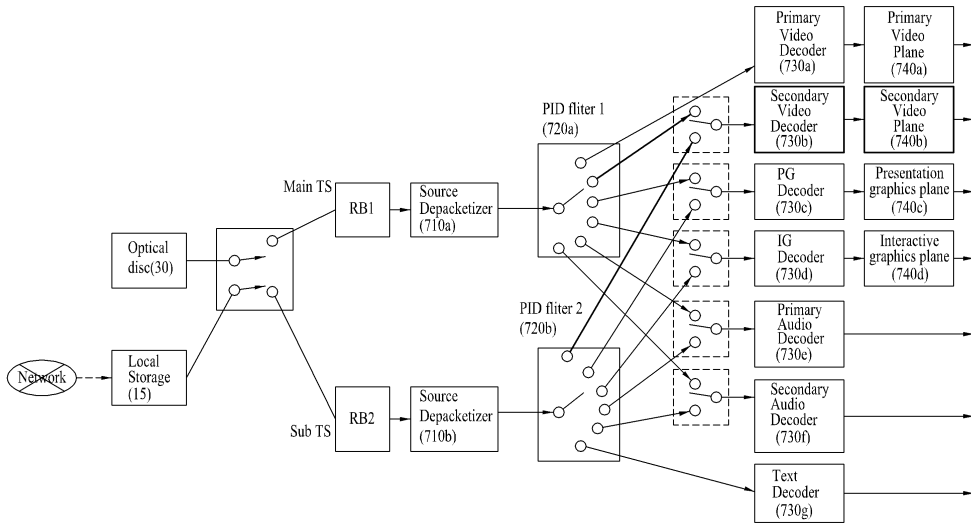 Primary
Video
Decoder
(730a)
Primary
Video
Plane
(740a)
PID fliter 1
(720a)
Secondary
Video
Decoder
(730b)
Secondary
Video
Plane
(740b)
Main TS
RB1
Source
Depacketizer
(710a)
PG
Decoder
(730c)
Presentation
graphics plane
(740c)
Optical
disc(30)
IG
Decoder
(730d)
Interactive
graphics plane
(740d)
PID fliter 2
(720b)
Primary
Audio
Decoder
(730e)
Network
Local
Storage
(15)
Sub TS
RB2
Source
Depacketizer
(710b)
Secondary
Audio
Decoder
(730f)
Text
Decoder
(730g)